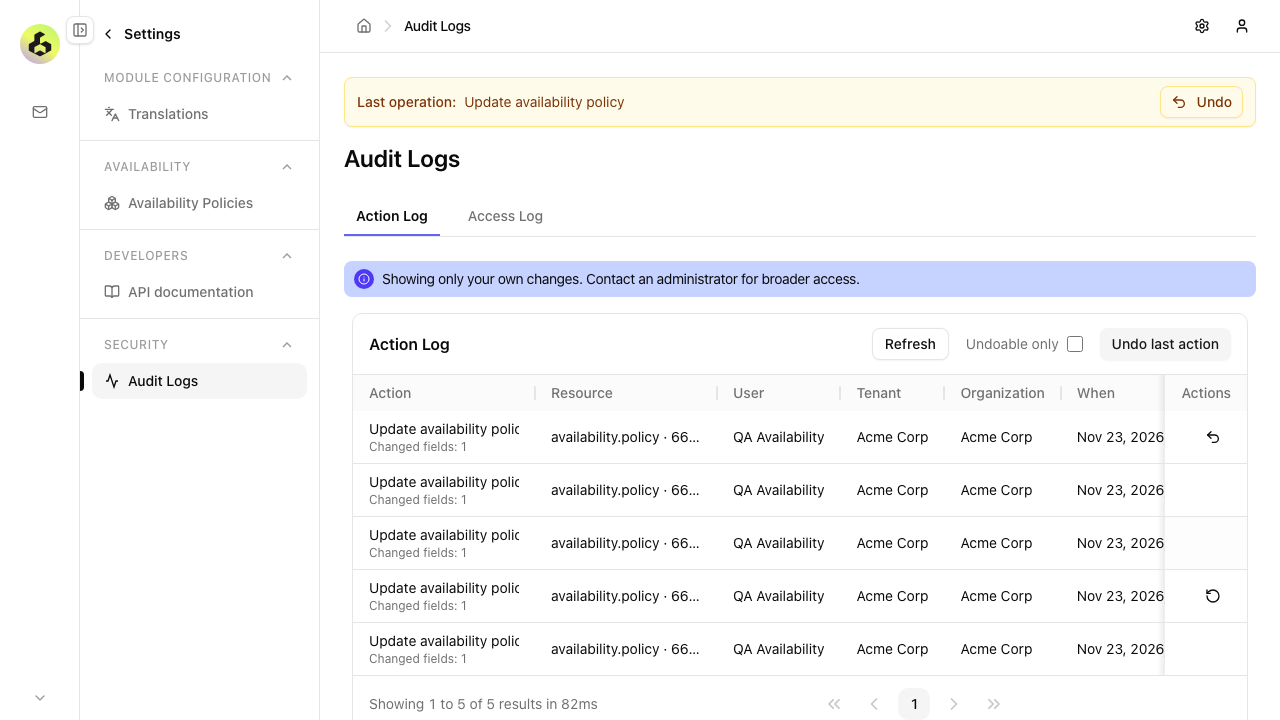 Settings
MODULE CONFIGURATION
Translations
AVAILABILITY
Availability Policies
DEVELOPERS
API documentation
SECURITY
Audit Logs
Audit Logs
Last operation: Update availability policy
Undo
Audit Logs
Action Log
Access Log
Showing only your own changes. Contact an administrator for broader access.
Action Log
Refresh
Undoable only
Undo last action
Action Resource User Tenant Organization When Actions
Update availability polic
Changed fields: 1
availability.policy · 66... QA Availability Acme Corp Acme Corp Nov 23, 2026
Update availability polic
Changed fields: 1
availability.policy · 66... QA Availability Acme Corp Acme Corp Nov 23, 2026
Update availability polic
Changed fields: 1
availability.policy · 66... QA Availability Acme Corp Acme Corp Nov 23, 2026
Update availability polic
Changed fields: 1
availability.policy · 66... QA Availability Acme Corp Acme Corp Nov 23, 2026
Update availability polic
Changed fields: 1
availability.policy · 66... QA Availability Acme Corp Acme Corp Nov 23, 2026
Showing 1 to 5 of 5 results in 82ms
1